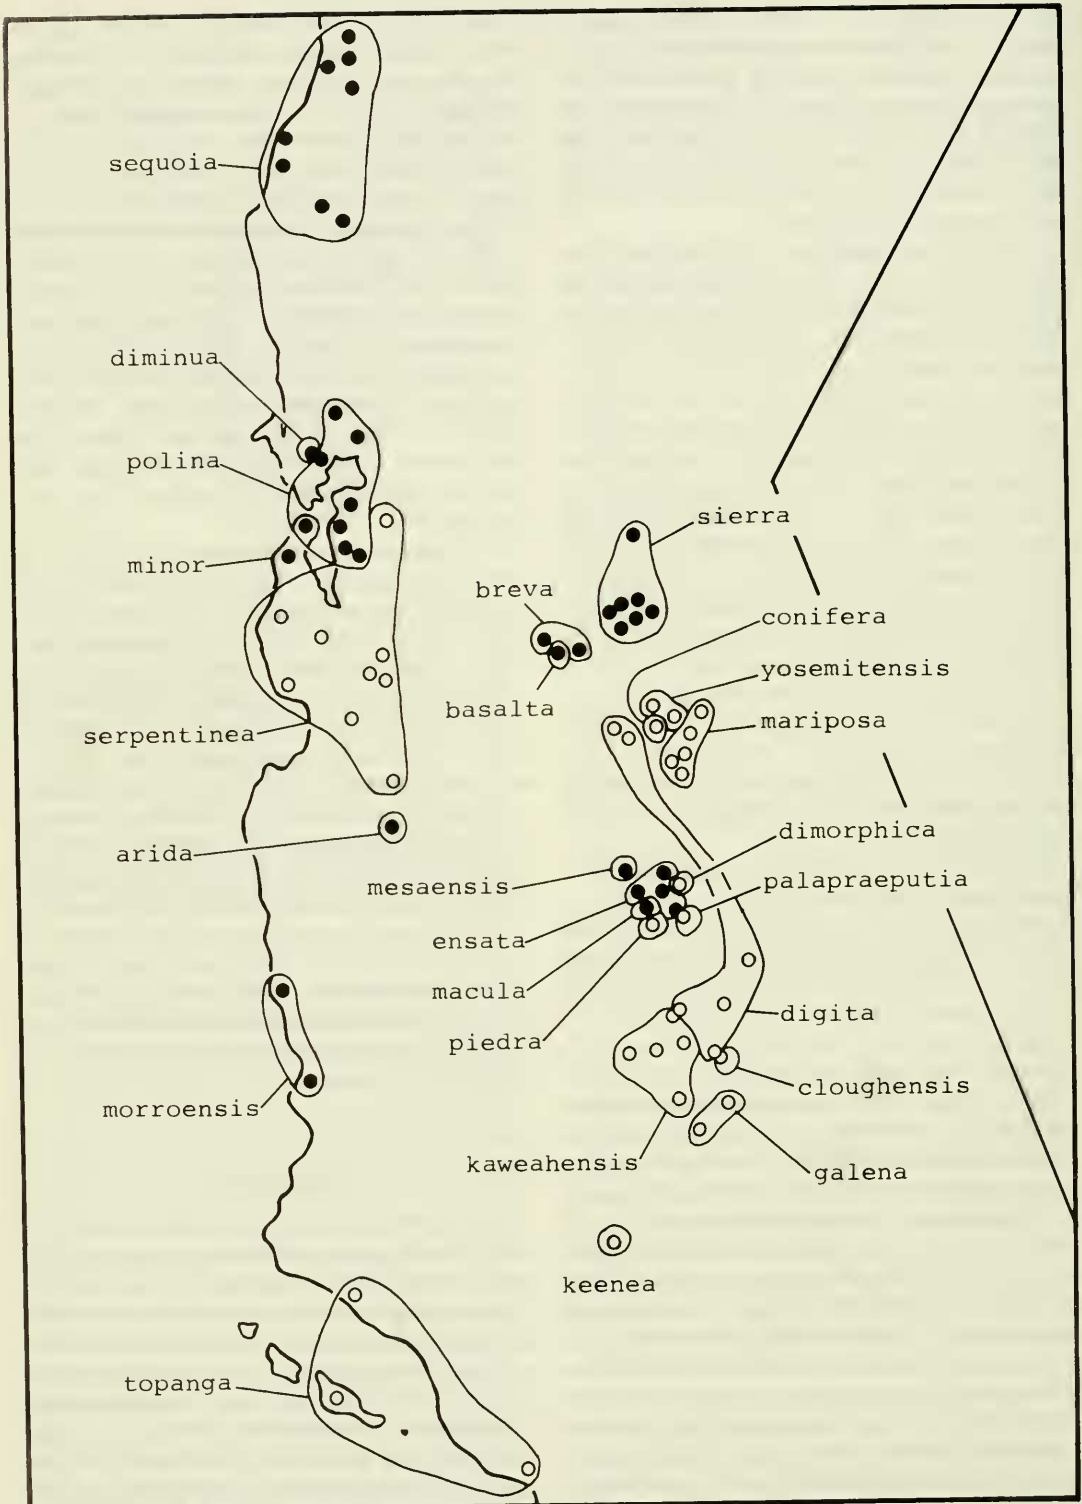 sequoia
diminua
polina
sierra
minor
breva
conifera
yosemitensis
basalta
mariposa
serpentinea
dimorphica
arida
mesaensis
palapraeputia
ensata
macula
digita
piedra
cloughensis
morroensis
kaweahensis
galena
keenea
topanga